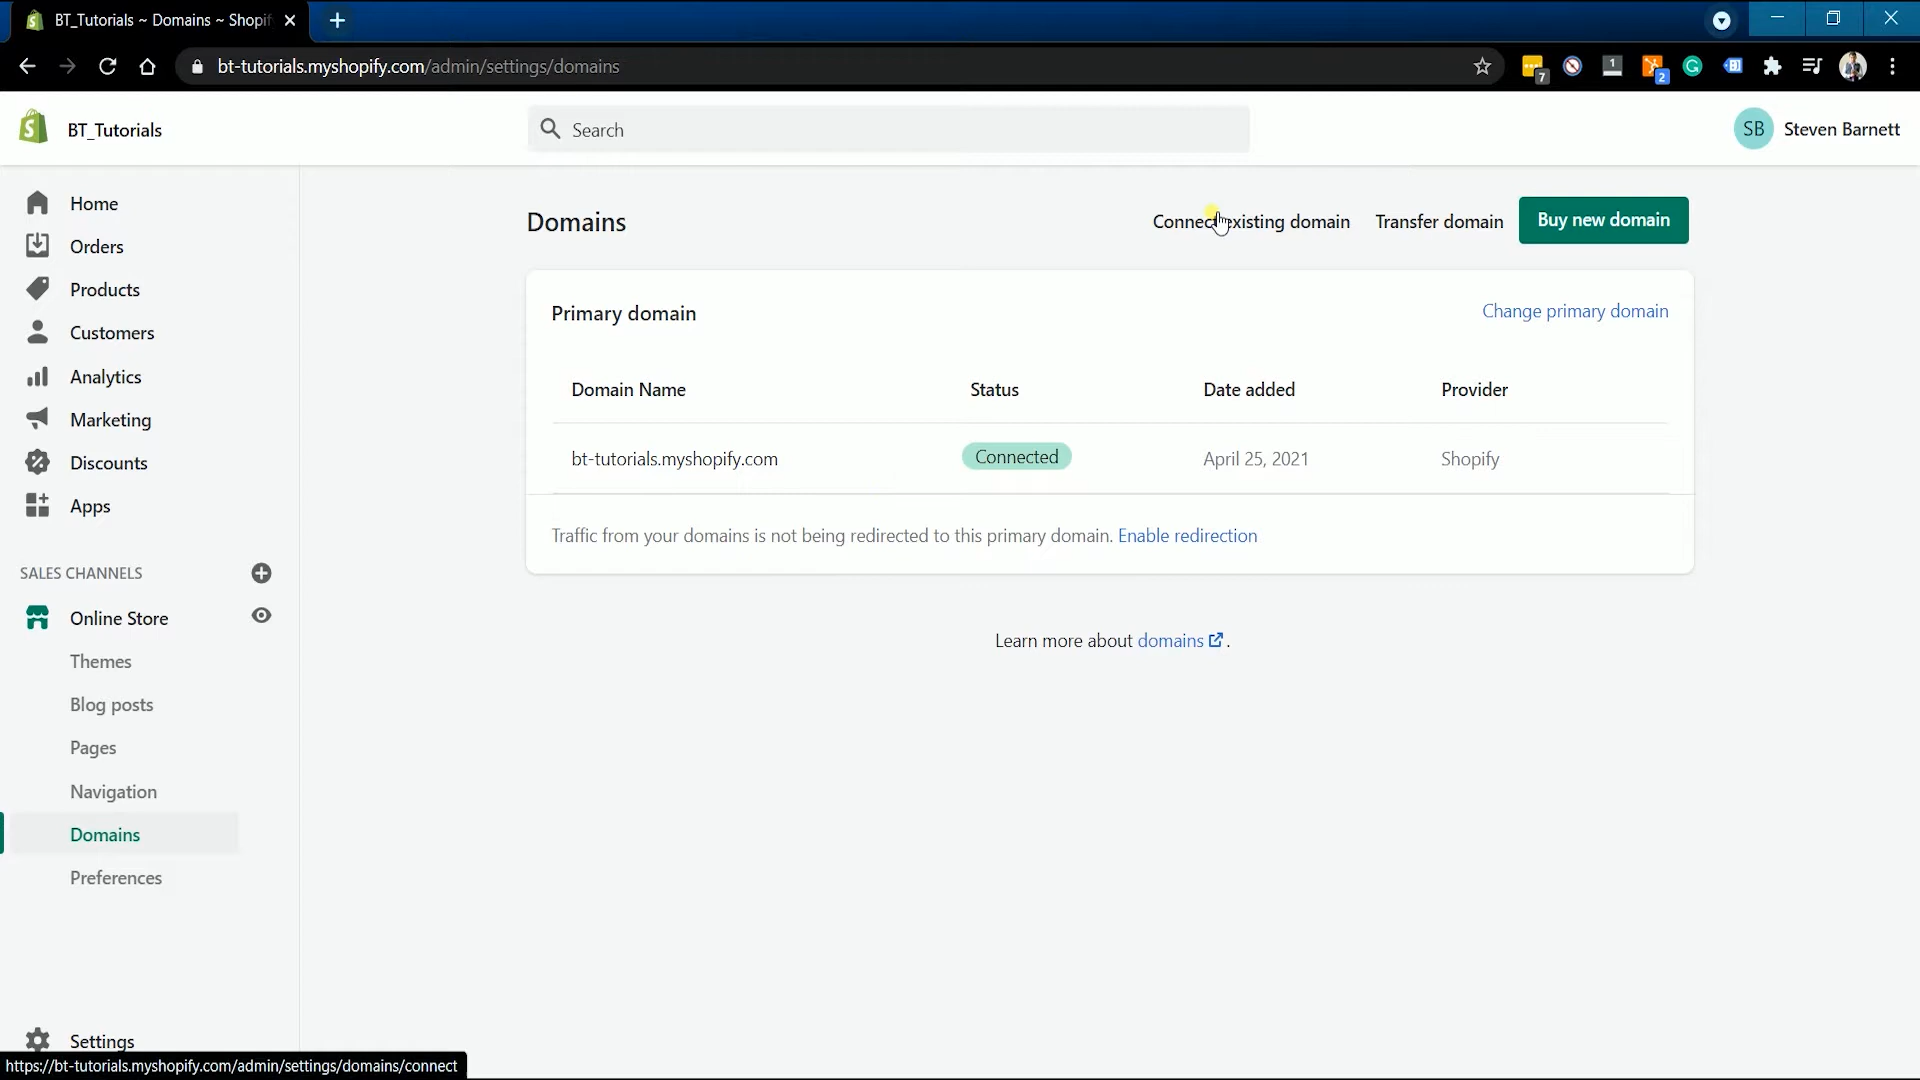 BT_Tutorials ~ Domains ~ Shopif
bt-tutorials.myshopify.com/admin/settings/domains
7
1
2
BT_Tutorials
Search
SB
Steven Barnett
Home
Orders
Products
Customers
Analytics
Marketing
Discounts
Apps
SALES CHANNELS
Online Store
Themes
Blog posts
Pages
Navigation
Domains
Preferences
Settings
Domains
Connect existing domain
Transfer domain
Buy new domain
Primary domain
Change primary domain
Domain Name Status Date added Provider
bt-tutorials.myshopify.com Connected April 25, 2021 Shopify
Traffic from your domains is not being redirected to this primary domain. Enable redirection
Learn more about domains.
https://bt-tutorials.myshopify.com/admin/settings/domains/connect